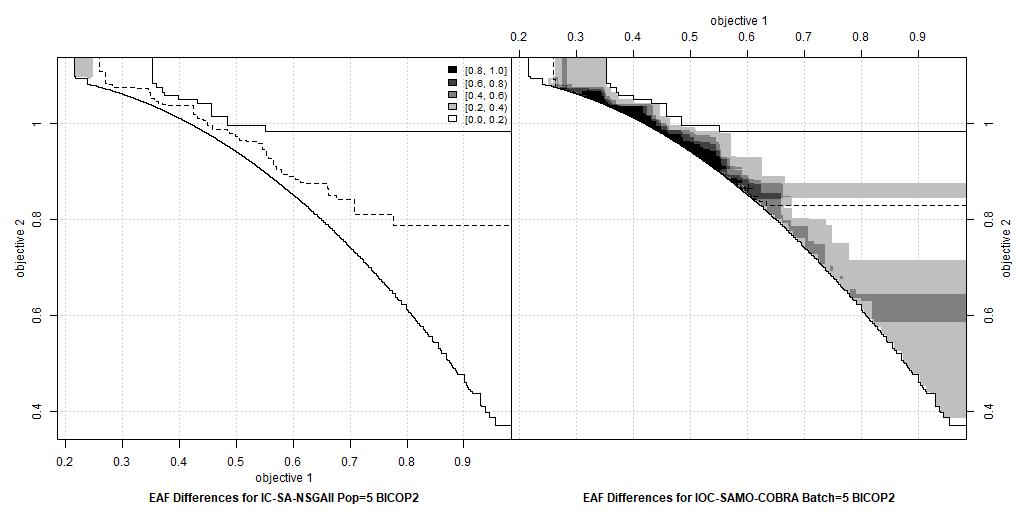 objective 1
0.2 0.3 0.4 0.5 0.6 0.7 0.8 0.9
[0.8, 1.0]
[0.6, 0.8)
[0.4, 0.6)
[0.2, 0.4)
[0.0, 0.2)
1
0.8
0.6
0.4
objective 2
1
0.8
0.6
0.4
objective 2
0.2 0.3 0.4 0.5 0.6 0.7 0.8 0.9
objective 1
EAF Differences for IC-SA-NSGAII Pop=5 BICOP2
EAF Differences for IOC-SAMO-COBRA Batch=5 BICOP2